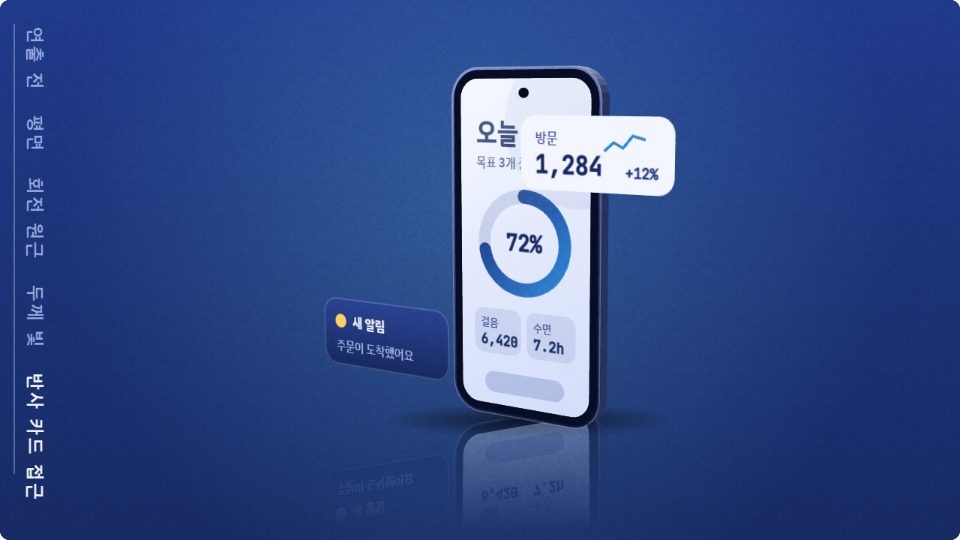 연출 전
평면
회전 원근
두께 빛
반사 카드 접근
오늘
목표 3개
방문
1,284
+12%
72%
걸음
6,420
수면
7.2h
새 알림
주문이 도착했어요